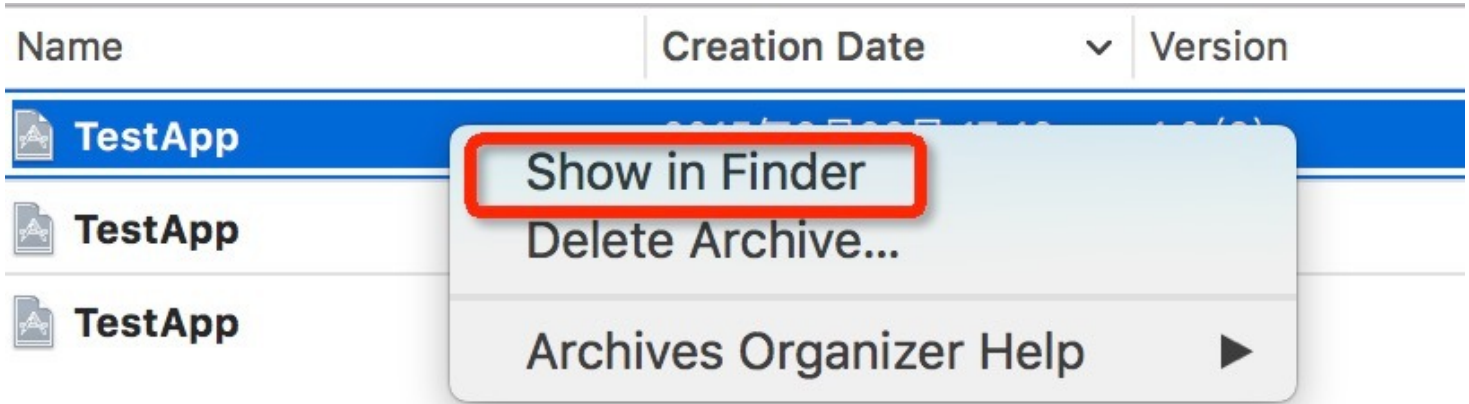 Name Creation Date Version
TestApp
Show in Finder
TestApp
Delete Archive...
TestApp
Archives Organizer Help